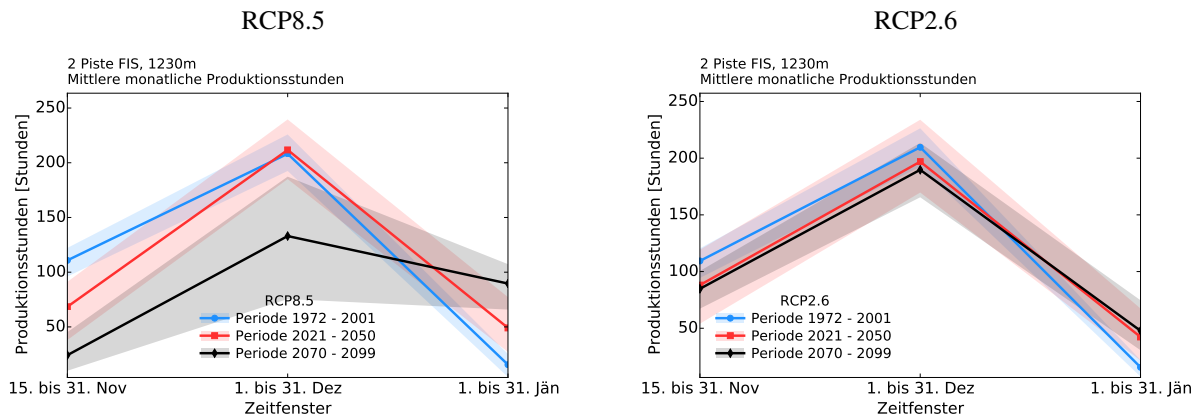 RCP8.5
2 Piste FIS, 1230m
Mittlere monatliche Produktionsstunden
Produktionsstunden [Stunden]
250
200
150
100
50
RCP8.5
Periode 1972 - 2001
Periode 2021 - 2050
Periode 2070 - 2099
15. bis 31. Nov
1. bis 31. Dez
1. bis 31. Jän
Zeitfenster
RCP2.6
2 Piste FIS, 1230m
Mittlere monatliche Produktionsstunden
Produktionsstunden [Stunden]
250
200
150
100
50
RCP2.6
Periode 1972 - 2001
Periode 2021 - 2050
Periode 2070 - 2099
15. bis 31. Nov
1. bis 31. Dez
1. bis 31. Jän
Zeitfenster